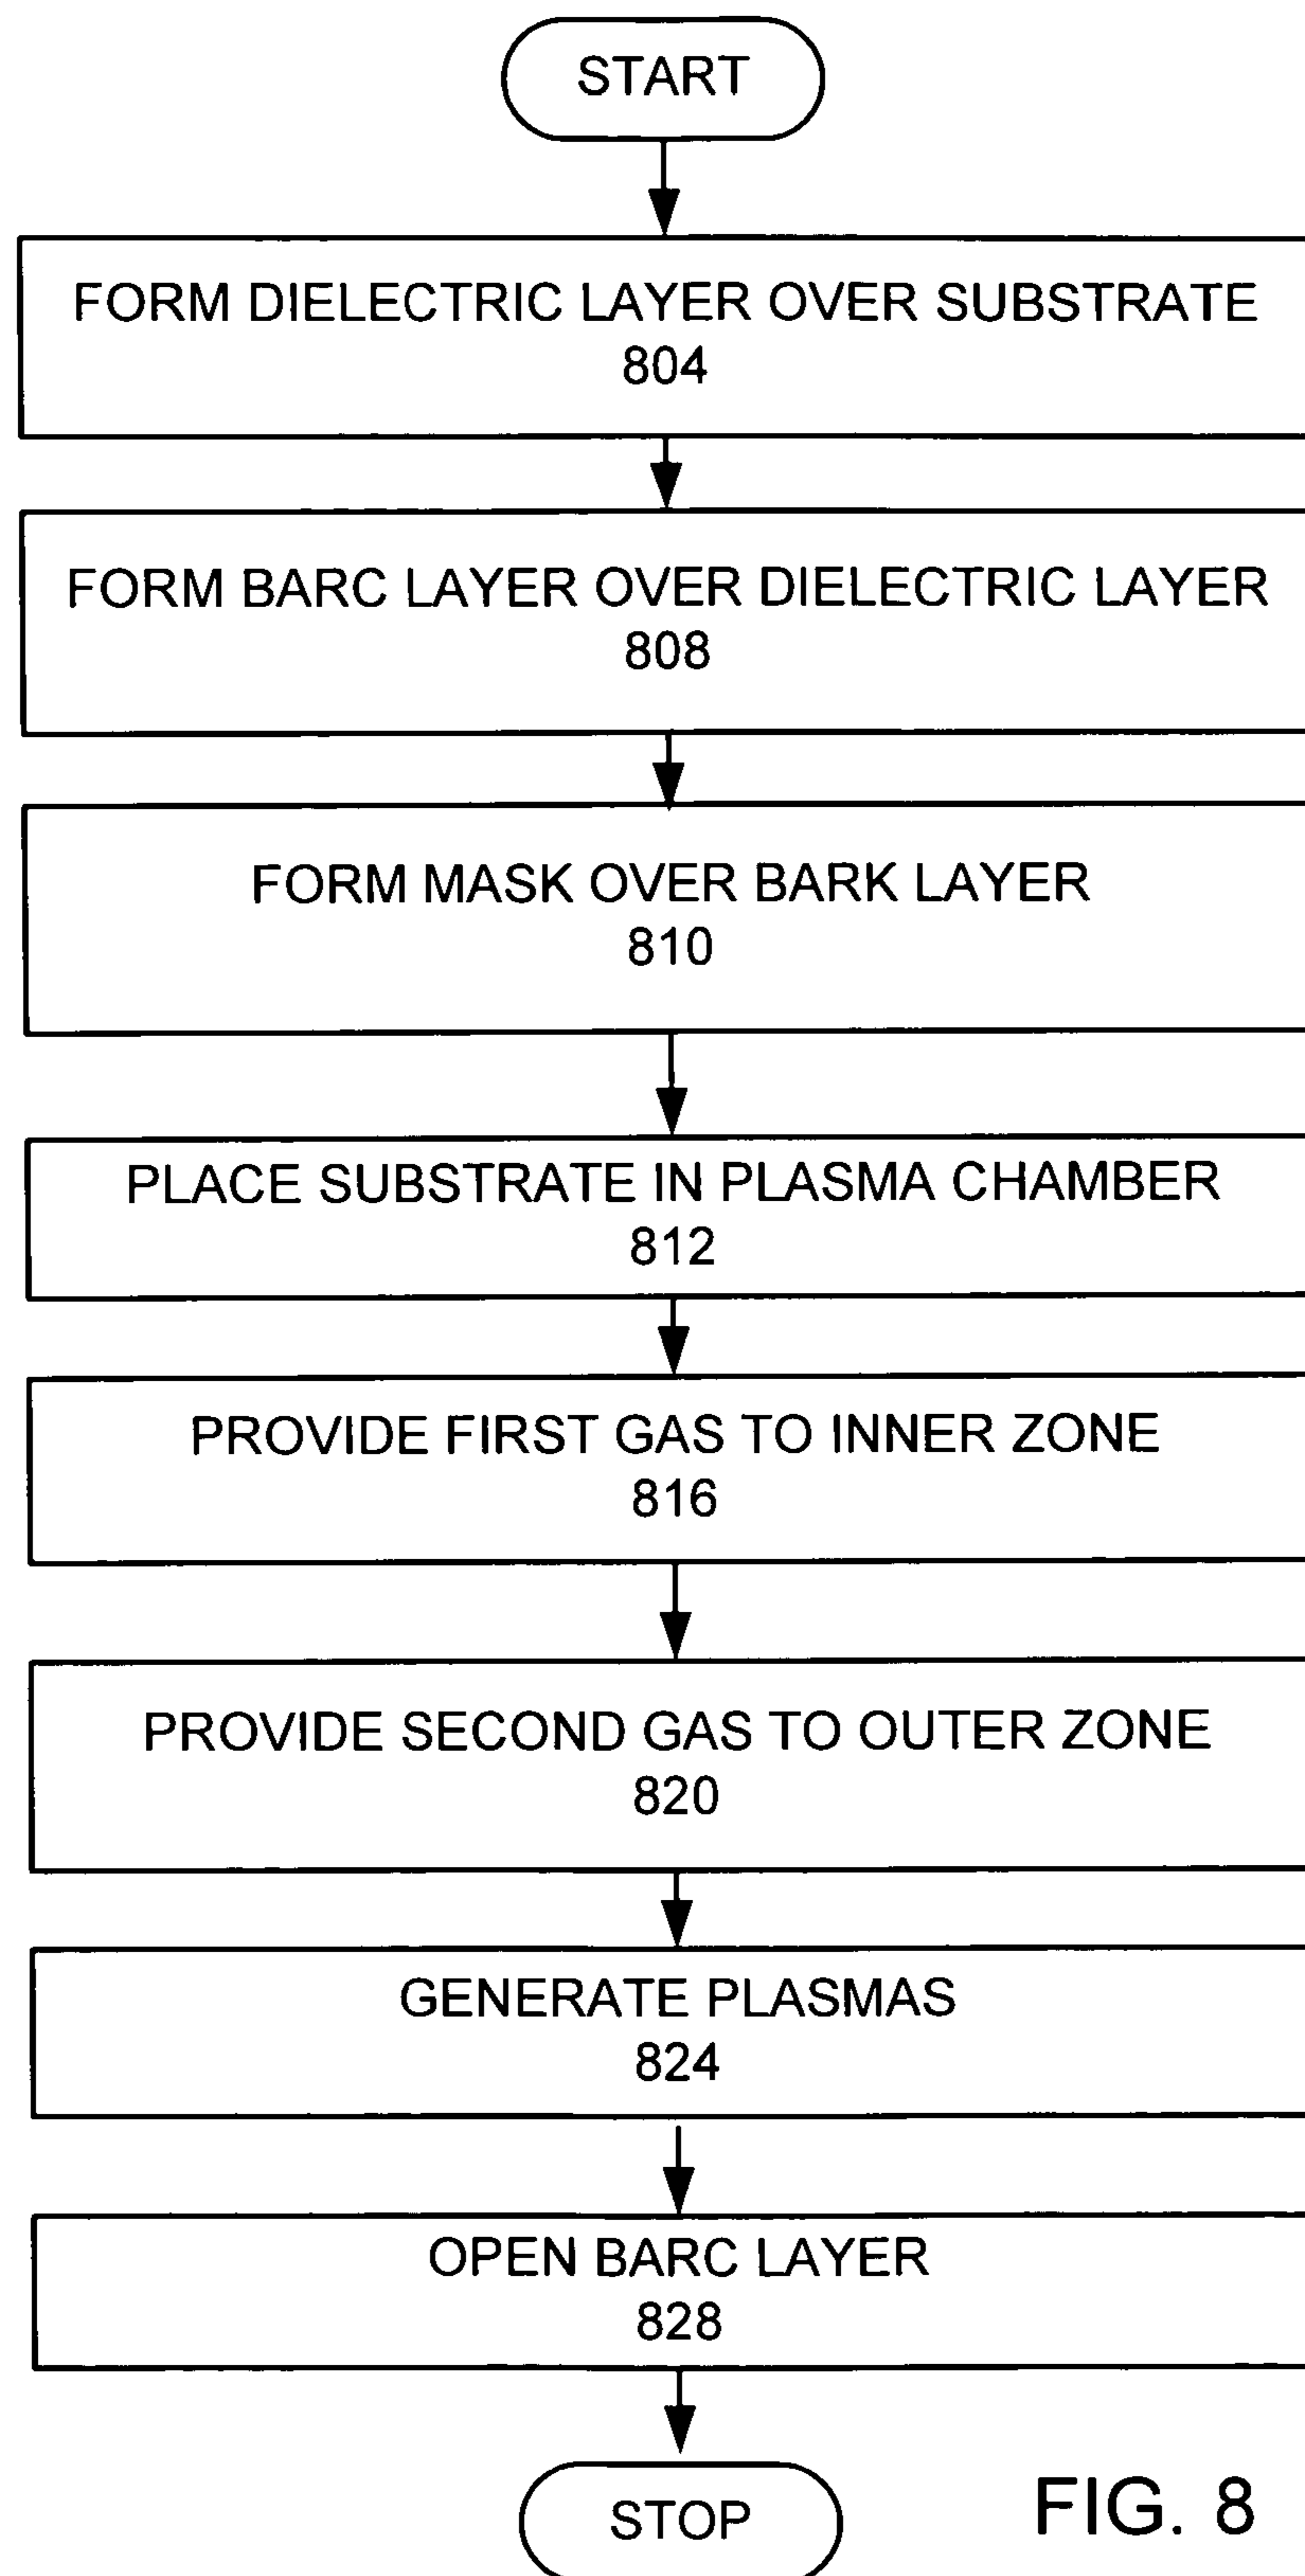 START
FORM DIELECTRIC LAYER OVER SUBSTRATE
804
FORM BARC LAYER OVER DIELECTRIC LAYER
808
FORM MASK OVER BARK LAYER
810
PLACE SUBSTRATE IN PLASMA CHAMBER
812
PROVIDE FIRST GAS TO INNER ZONE
816
PROVIDE SECOND GAS TO OUTER ZONE
820
GENERATE PLASMAS
824
OPEN BARC LAYER
828
STOP
FIG. 8